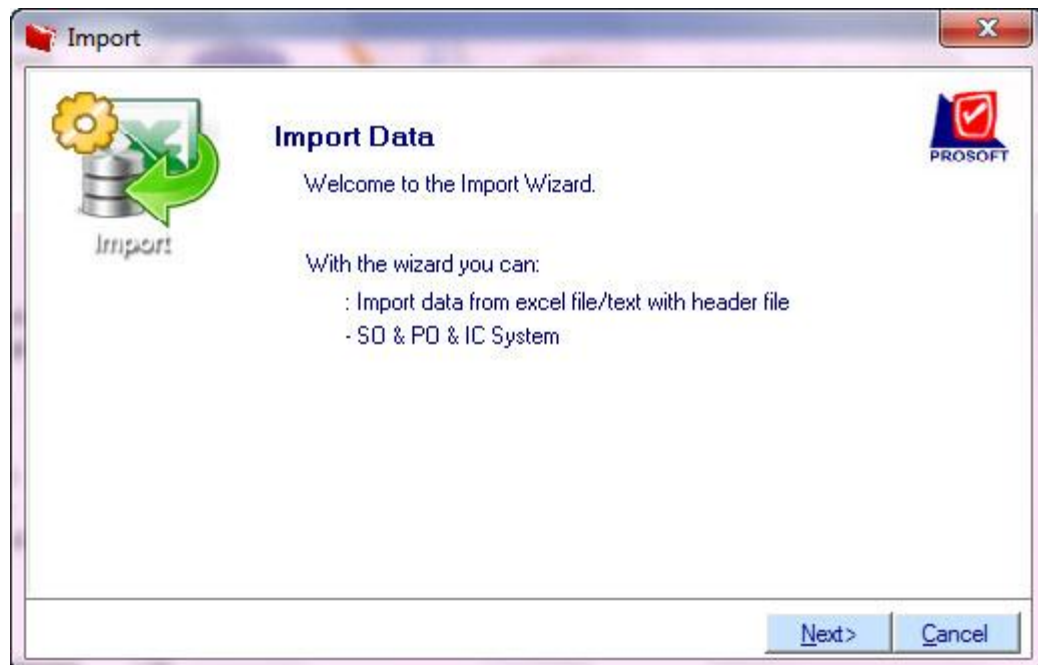 Import
Import Data
PROSOFT
Welcome to the Import Wizard.
Import
With the wizard you can:
: Import data from excel file/text with header file
- SO & PO & IC System
Next>
Cancel